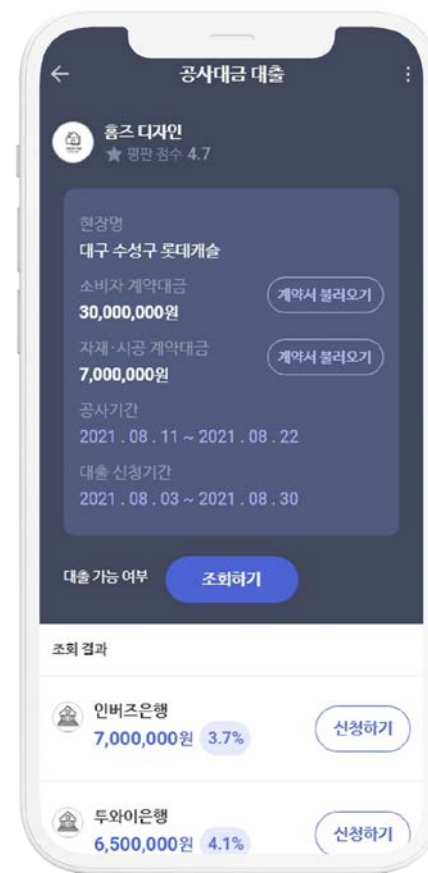 공사대금 대출
홈즈 디자인
★ 평판 점수 4.7
현장명
대구 수성구 롯데캐슬
소비자 계약대금
30,000,000원
계약서 불러오기
자재·시공 계약대금
7,000,000원
계약서 불러오기
공사기간
2021 . 08 . 11 ~ 2021 . 08 . 22
대출 신청기간
2021 . 08 . 03 ~ 2021 . 08 . 30
대출 가능 여부
조회하기
조회 결과
인버즈은행
7,000,000원 3.7%
신청하기
투와이은행
6,500,000원 4.1%
신청하기